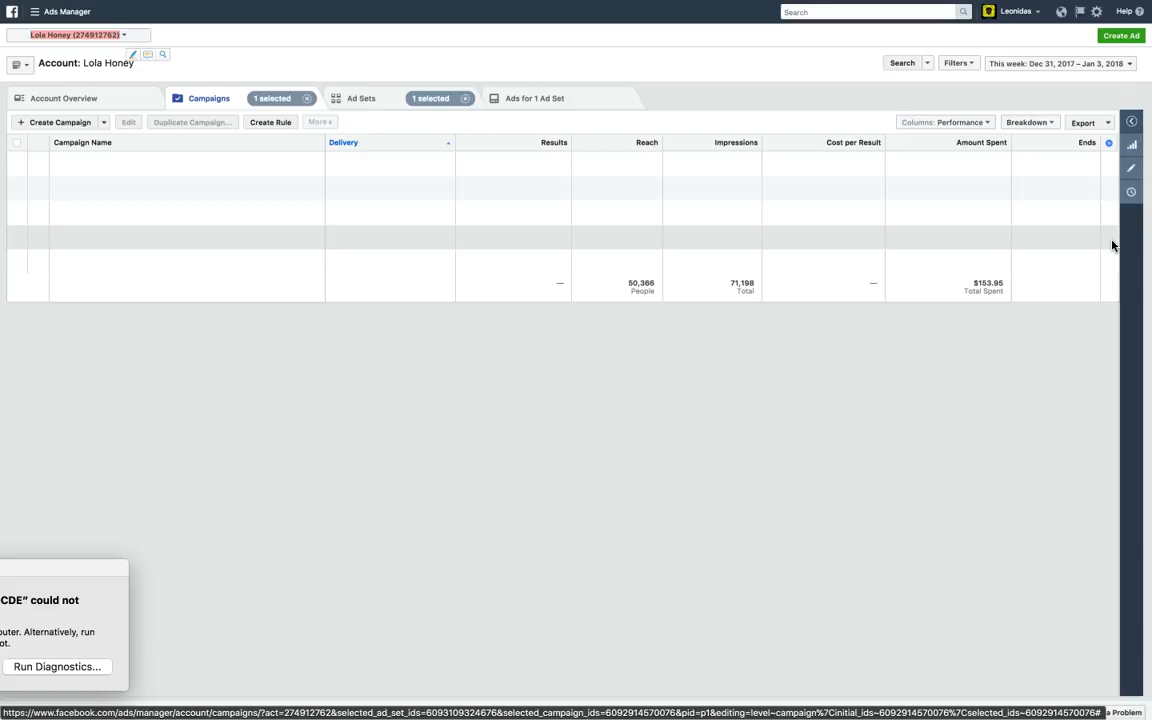 Ads Manager
Search
Leonidas
Help
Lola Honey (274912762)
Create Ad
Account: Lola Honey
Search
Filters
This week: Dec 31, 2017 – Jan 3, 2018
Account Overview
Campaigns
1 selected
Ad Sets
1 selected
Ads for 1 Ad Set
+ Create Campaign
Edit
Duplicate Campaign...
Create Rule
More
Columns: Performance
Breakdown
Export
Campaign Name
Delivery
Results
Reach
Impressions
Cost per Result
Amount Spent
Ends
—
50,366
People
71,198
Total
—
$153.95
Total Spent
CDE” could not
outer. Alternatively, run
ot.
Run Diagnostics...
https://www.facebook.com/ads/manager/account/campaigns/?act=274912762&selected_ad_set_ids=6093109324676&selected_campaign_ids=6092914570076&pid=p1&editing=level~campaign%7Cinitial_ids~6092914570076%7Cselected_ids~6092914570076#
a Problem